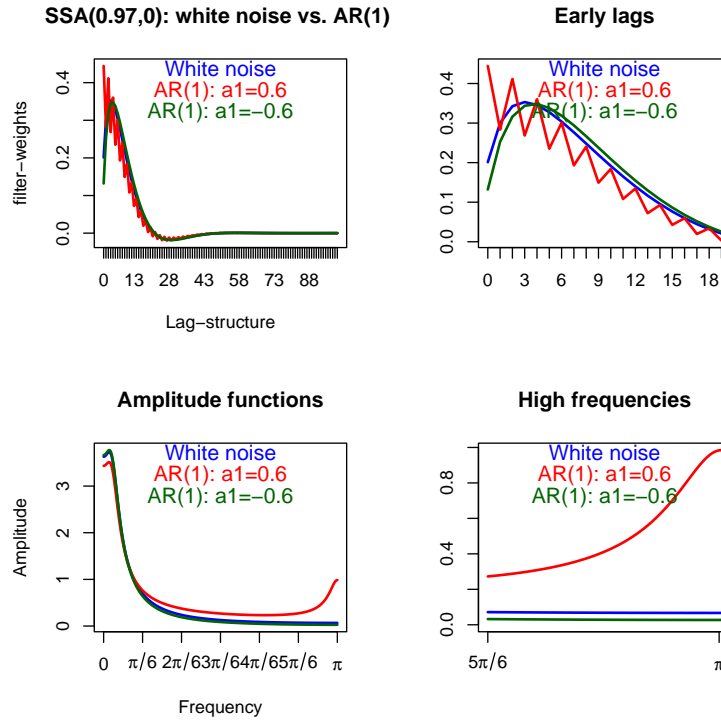 SSA(0.97,0): white noise vs. AR(1)
White noise
AR(1): a1=0.6
AR(1): a1=−0.6
filter−weights
0.0 0.2 0.4
0 13 28 43 58 73 88
Lag−structure
Early lags
White noise
AR(1): a1=0.6
AR(1): a1=−0.6
0.0 0.1 0.2 0.3 0.4
0 3 6 9 12 15 18
Amplitude functions
White noise
AR(1): a1=0.6
AR(1): a1=−0.6
Amplitude
0 1 2 3
0 π/6 2π/6 3π/6 4π/6 5π/6 π
Frequency
High frequencies
White noise
AR(1): a1=0.6
AR(1): a1=−0.6
0.0 0.4 0.8
5π/6 π